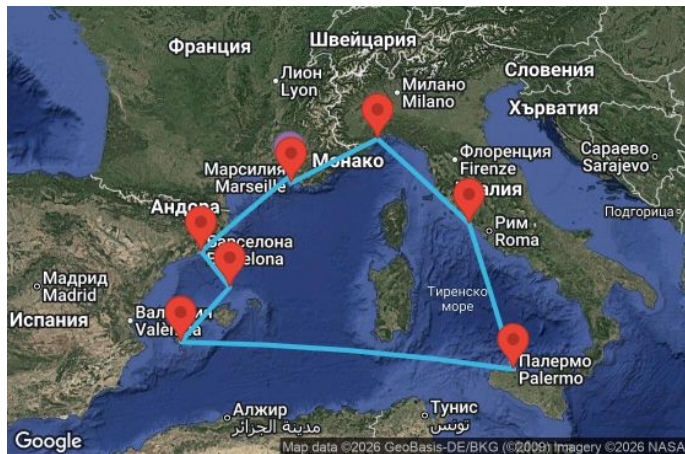 Франция
Швейцария
Лион
Lyon
Милано
Milano
Словения
Хърватия
Марсилия
Marseille
Монако
Флоренция
Firenze
Сараево
Sarajevo
Андора
Подгорица
Рим
Roma
Барселона
Мадрид
Madrid
Тиренско
море
Испания
València
Палермо
Palermo
Алжир
مدينة الجزائر
Тунис
تونس
Google
Map data ©2026 GeoBasis-DE/BKG (©2009) Imagery ©2026 NASA